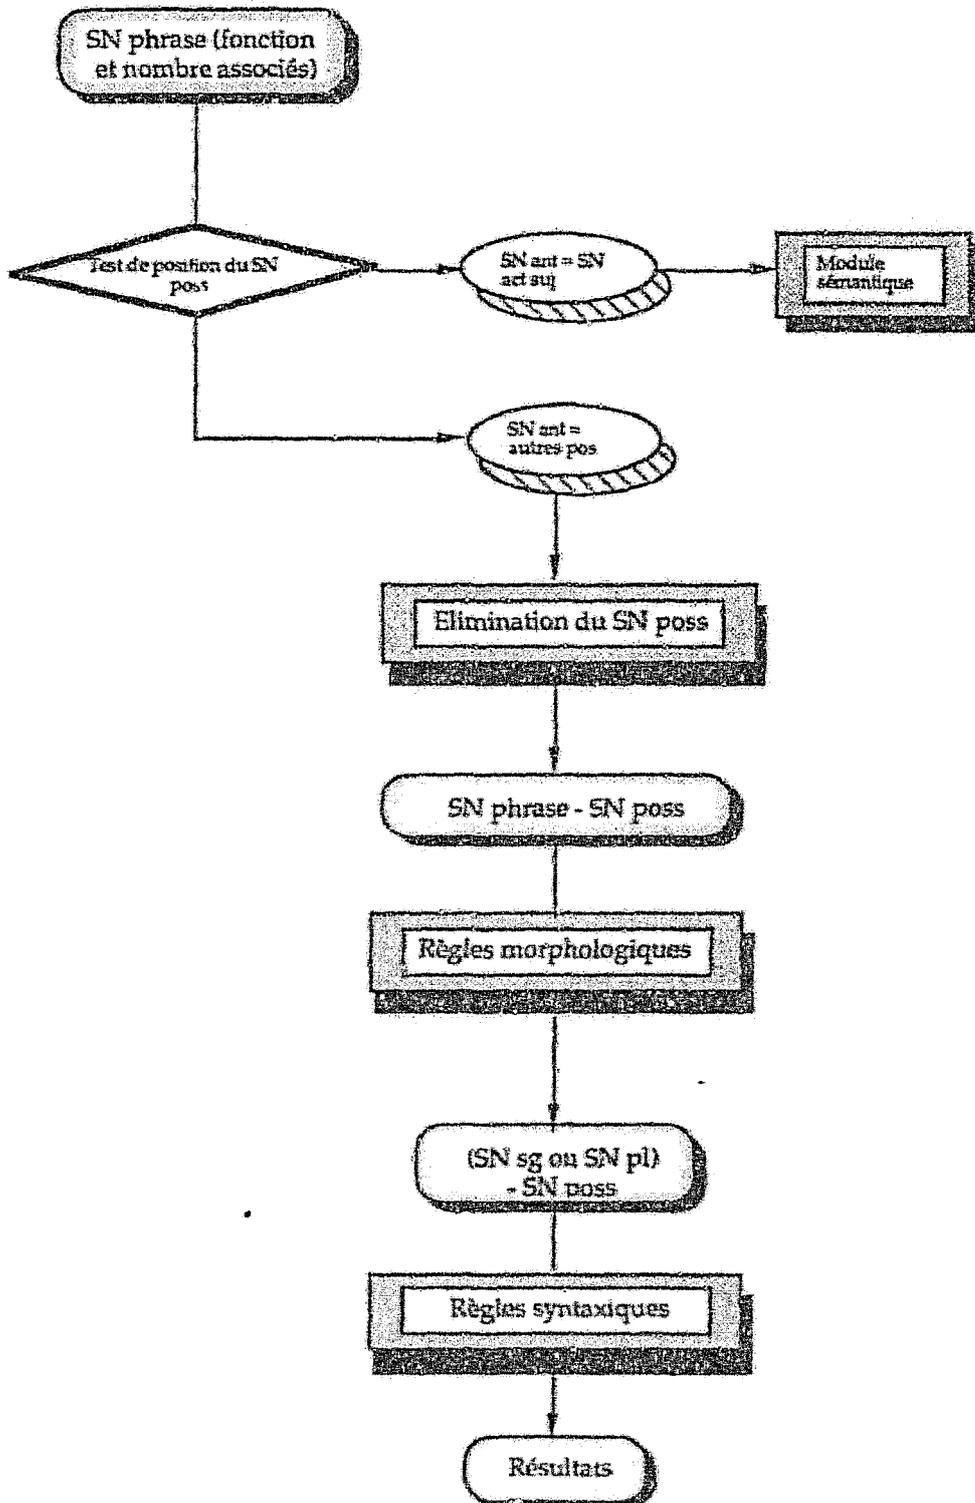 SN phrase (fonction
et nombre associés)
Test de position du SN
poss
SN ant = SN
act suj
Module
sémantique
SN ant =
autres pos
Elimination du SN poss
SN phrase - SN poss
Règles morphologiques
(SN sg ou SN pl)
- SN poss
Règles syntaxiques
Résultats